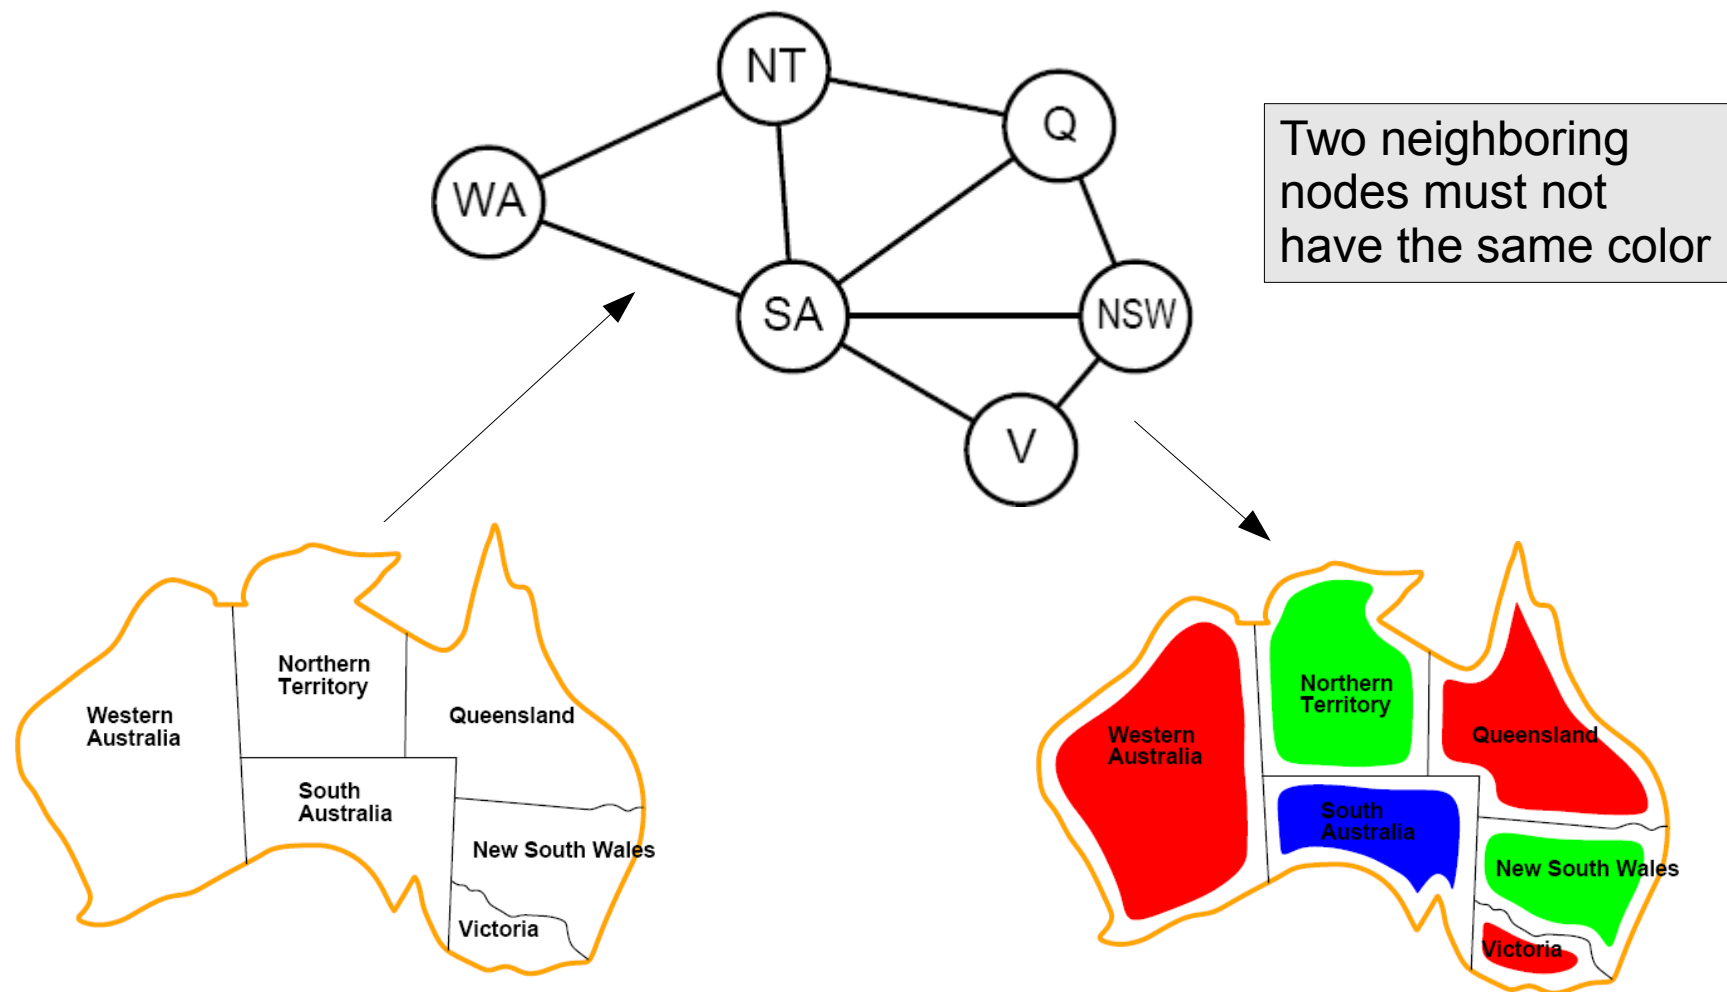 NT
Q
WA
SA
NSW
V
Two neighboring
nodes must not
have the same color
Northern
Territory
Western
Australia
Queensland
South
Australia
New South Wales
Victoria
Northern
Territory
Western
Australia
Queensland
South
Australia
New South Wales
Victoria